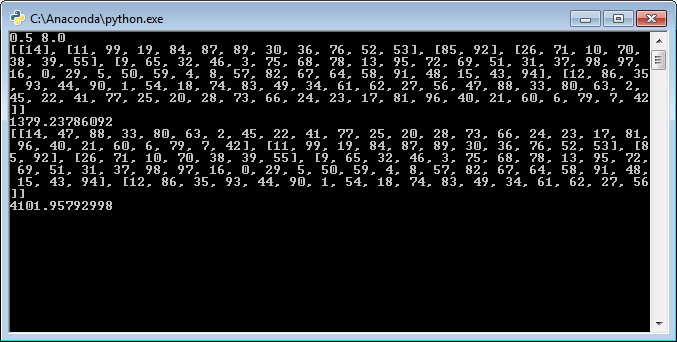 C:\Anaconda\python.exe
0.5 8.0
[[14], [11, 99, 19, 84, 87, 89, 30, 36, 76, 52, 53], [85, 92], [26, 71, 10, 70,
38, 39, 55], [9, 65, 32, 46, 3, 75, 68, 78, 13, 95, 72, 69, 51, 31, 37, 98, 97,
16, 0, 29, 5, 50, 59, 4, 8, 57, 82, 67, 64, 58, 91, 48, 15, 43, 94], [12, 86, 35
, 93, 44, 90, 1, 54, 18, 74, 83, 49, 34, 61, 62, 27, 56, 47, 88, 33, 80, 63, 2,
45, 22, 41, 77, 25, 20, 28, 73, 66, 24, 23, 17, 81, 96, 40, 21, 60, 6, 79, 7, 42
]]
1379.23786092
[[14, 47, 88, 33, 80, 63, 2, 45, 22, 41, 77, 25, 20, 28, 73, 66, 24, 23, 17, 81,
96, 40, 21, 60, 6, 79, 7, 42], [11, 99, 19, 84, 87, 89, 30, 36, 76, 52, 53], [8
5, 92], [26, 71, 10, 70, 38, 39, 55], [9, 65, 32, 46, 3, 75, 68, 78, 13, 95, 72,
69, 51, 31, 37, 98, 97, 16, 0, 29, 5, 50, 59, 4, 8, 57, 82, 67, 64, 58, 91, 48,
15, 43, 94], [12, 86, 35, 93, 44, 90, 1, 54, 18, 74, 83, 49, 34, 61, 62, 27, 56
]]
4101.95792998